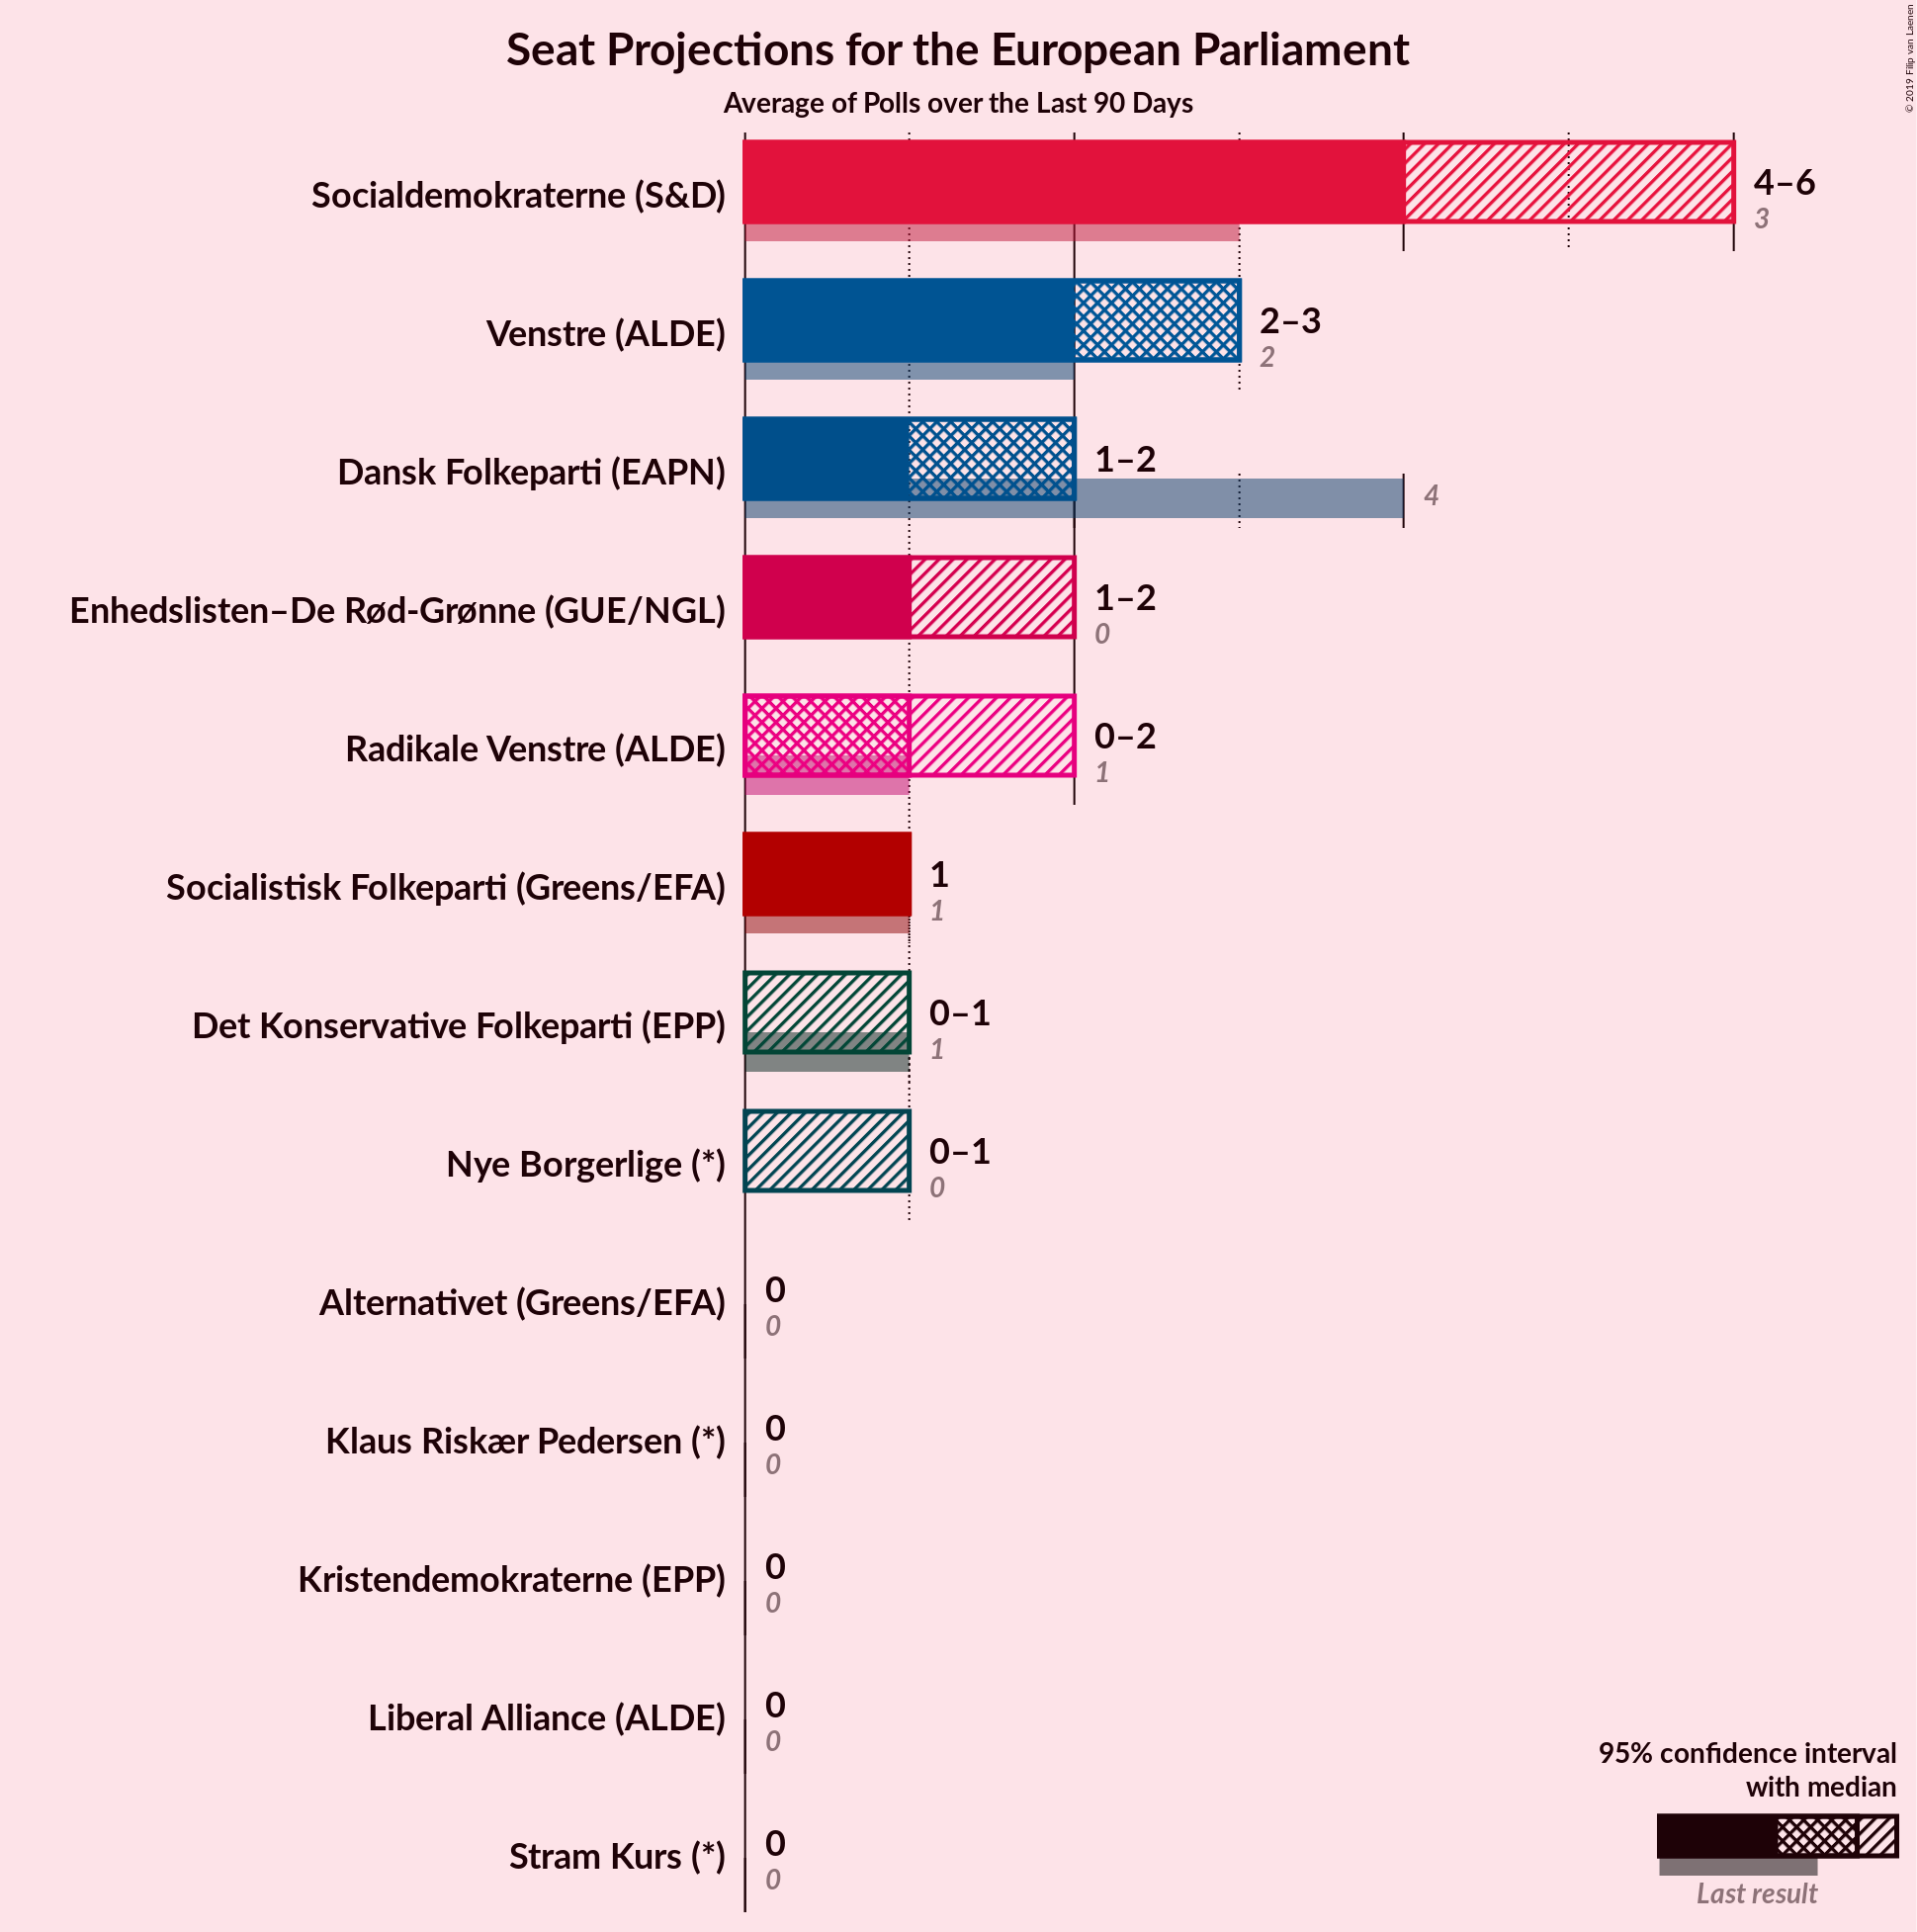 Seat Projections for the European Parliament
Average of Polls over the Last 90 Days
© 2019 Filip van Laenen
Socialdemokraterne (S&D)
4–6
3
Venstre (ALDE)
2–3
2
Dansk Folkeparti (EAPN)
1–2
4
Enhedslisten–De Rød-Grønne (GUE/NGL)
1–2
0
Radikale Venstre (ALDE)
0–2
1
Socialistisk Folkeparti (Greens/EFA)
1
1
Det Konservative Folkeparti (EPP)
0–1
1
Nye Borgerlige (*)
0–1
0
Alternativet (Greens/EFA)
0
0
Klaus Riskær Pedersen (*)
0
0
Kristendemokraterne (EPP)
0
0
Liberal Alliance (ALDE)
0
0
Stram Kurs (*)
0
0
95% confidence interval
with median
Last result